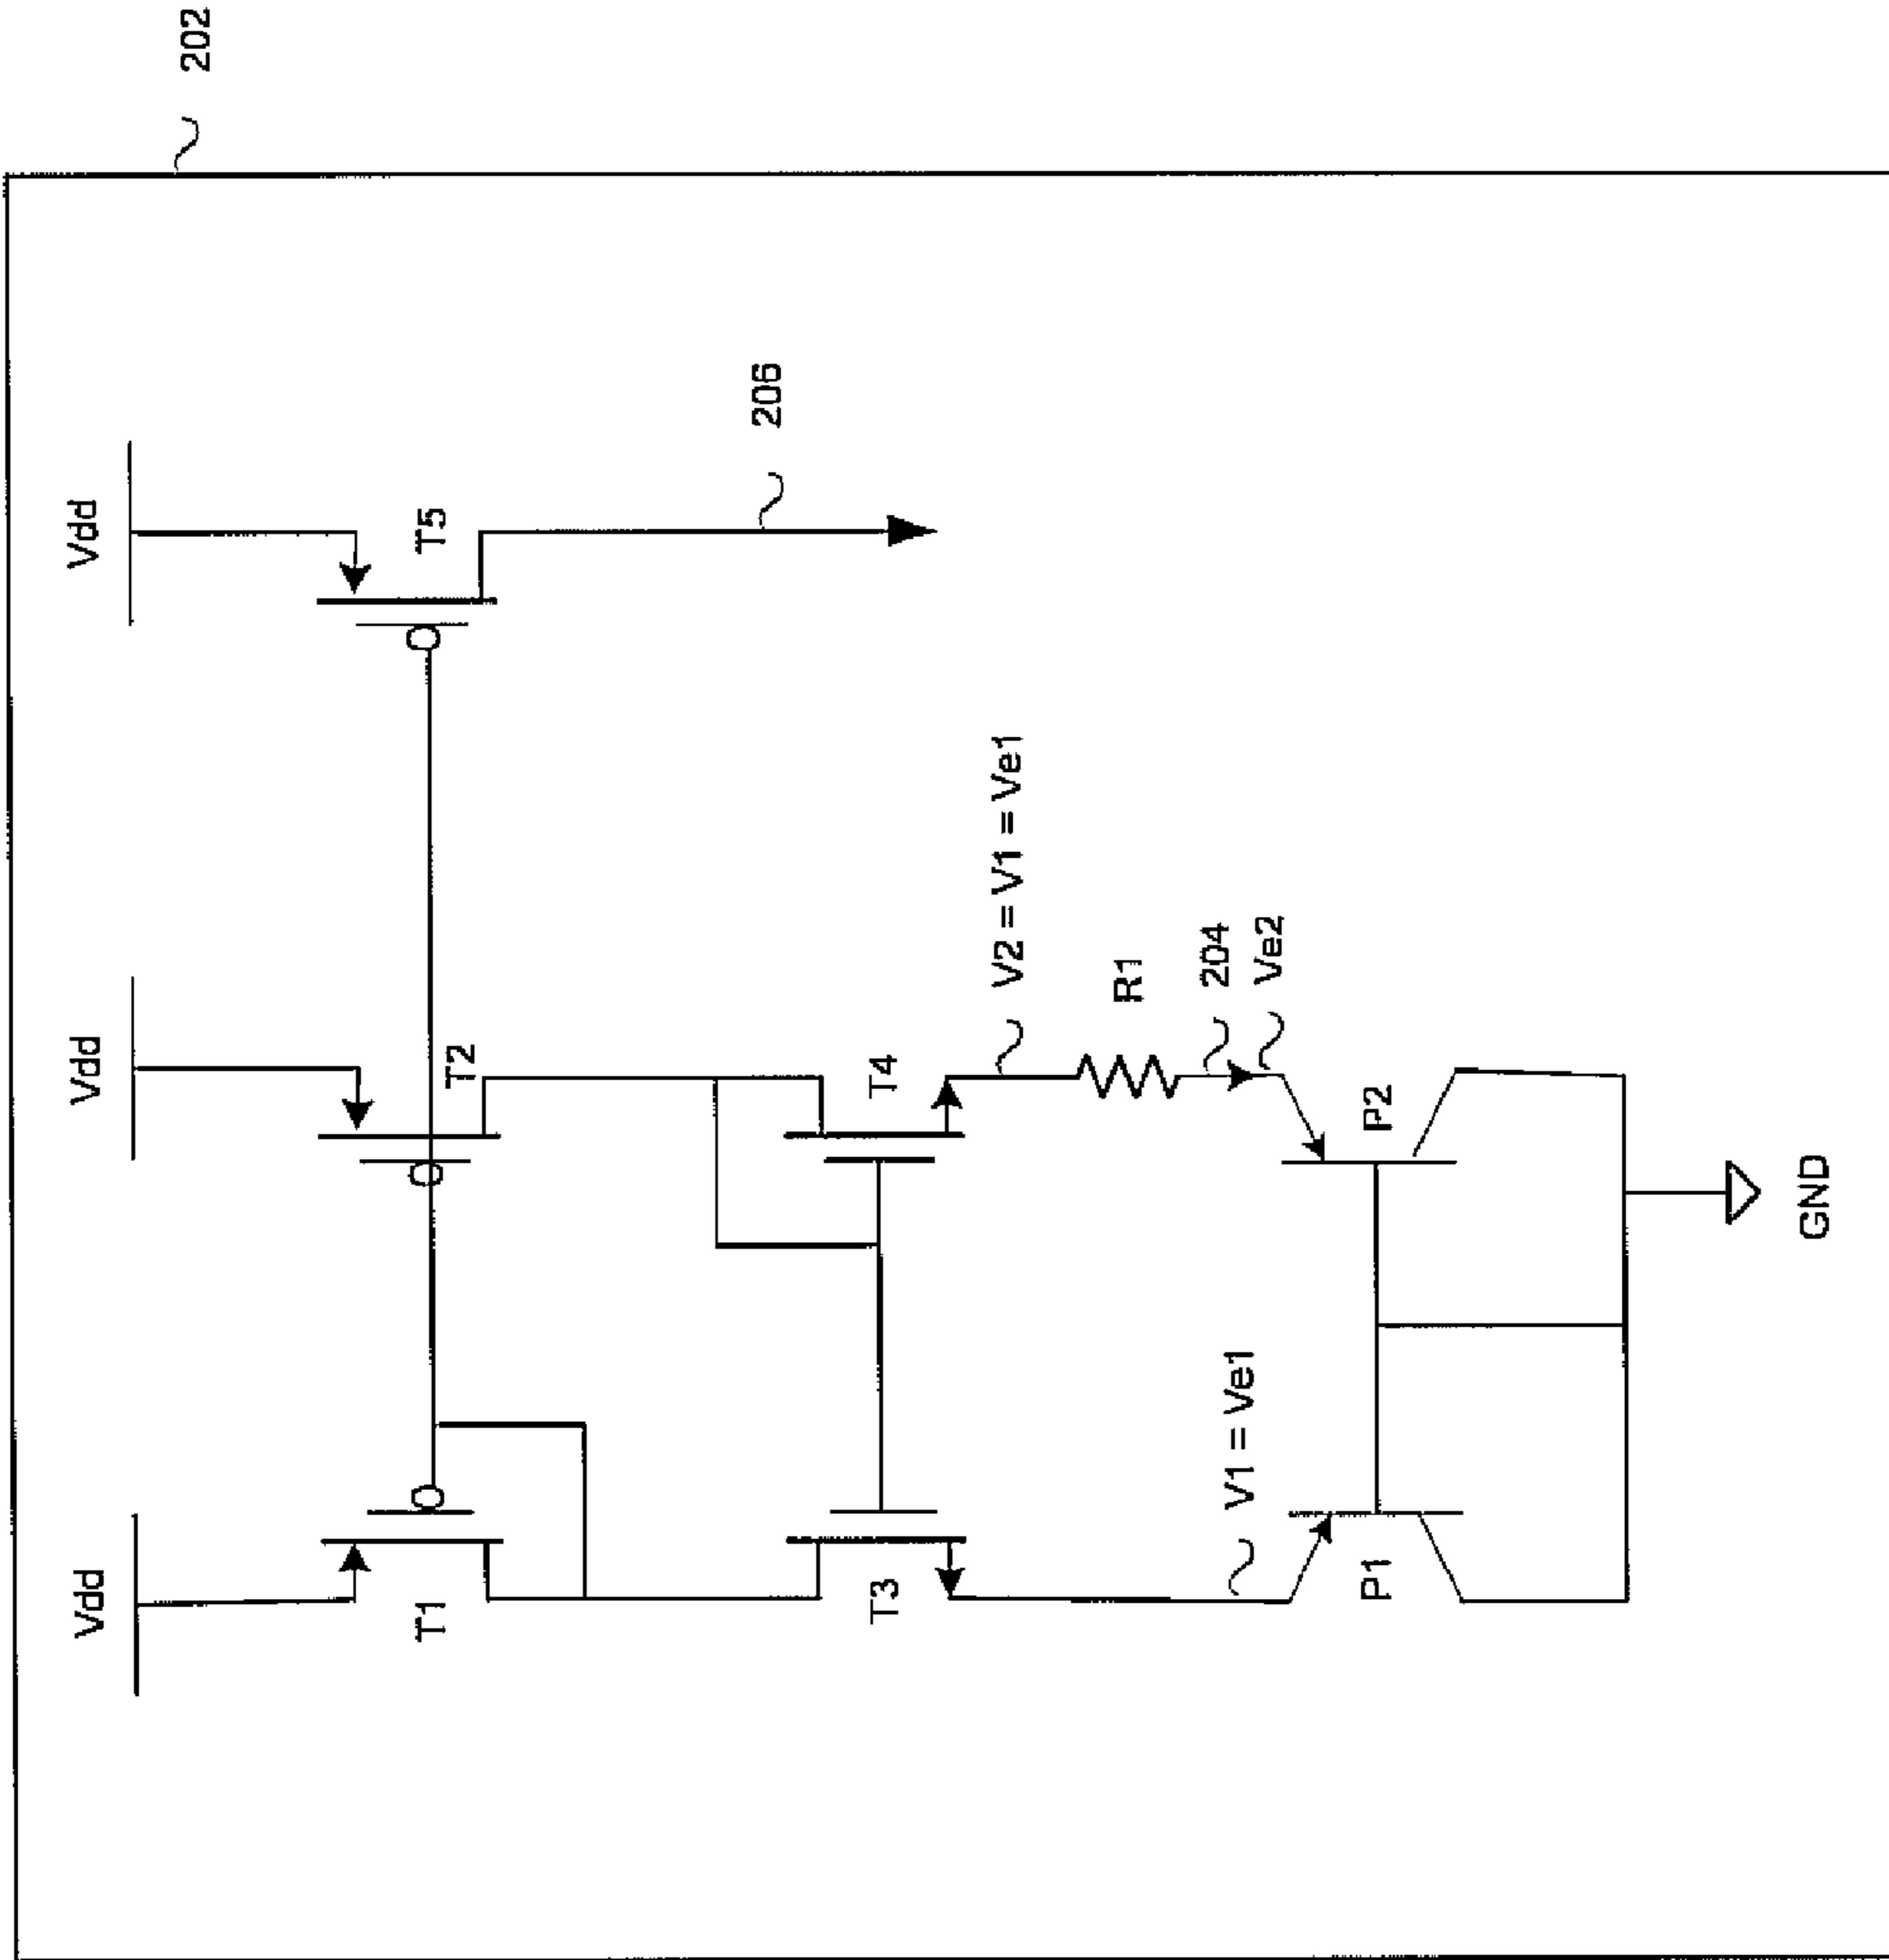 202
Vdd
Vdd
Vdd
T1
T2
T5
206
T3
T4
V2 = V1 = Ve1
R1
204
Ve2
V1 = Ve1
P1
P2
GND